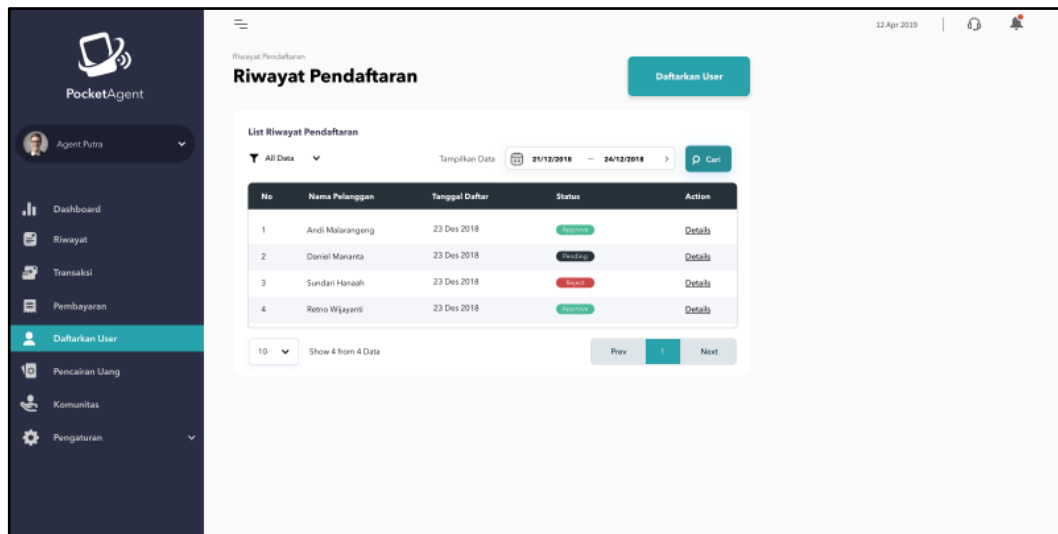 12 Apr 2019
PocketAgent
Agent Putra
Dashboard
Riwayat
Transaksi
Pembayaran
Daftarkan User
Pencairan Uang
Komunitas
Pengaturan
Riwayat Pendaftaran
Riwayat Pendaftaran
Daftarkan User
List Riwayat Pendaftaran
All Data Tampilkan Data 21/12/2018 — 24/12/2018 > Cari
No Nama Pelanggan Tanggal Daftar Status Action
1 Andi Malarangeng 23 Des 2018 Approve Details
2 Daniel Mananta 23 Des 2018 Pending Details
3 Sundari Hanaah 23 Des 2018 Reject Details
4 Retno Wijayanti 23 Des 2018 Approve Details
10 Show 4 from 4 Data Prev 1 Next